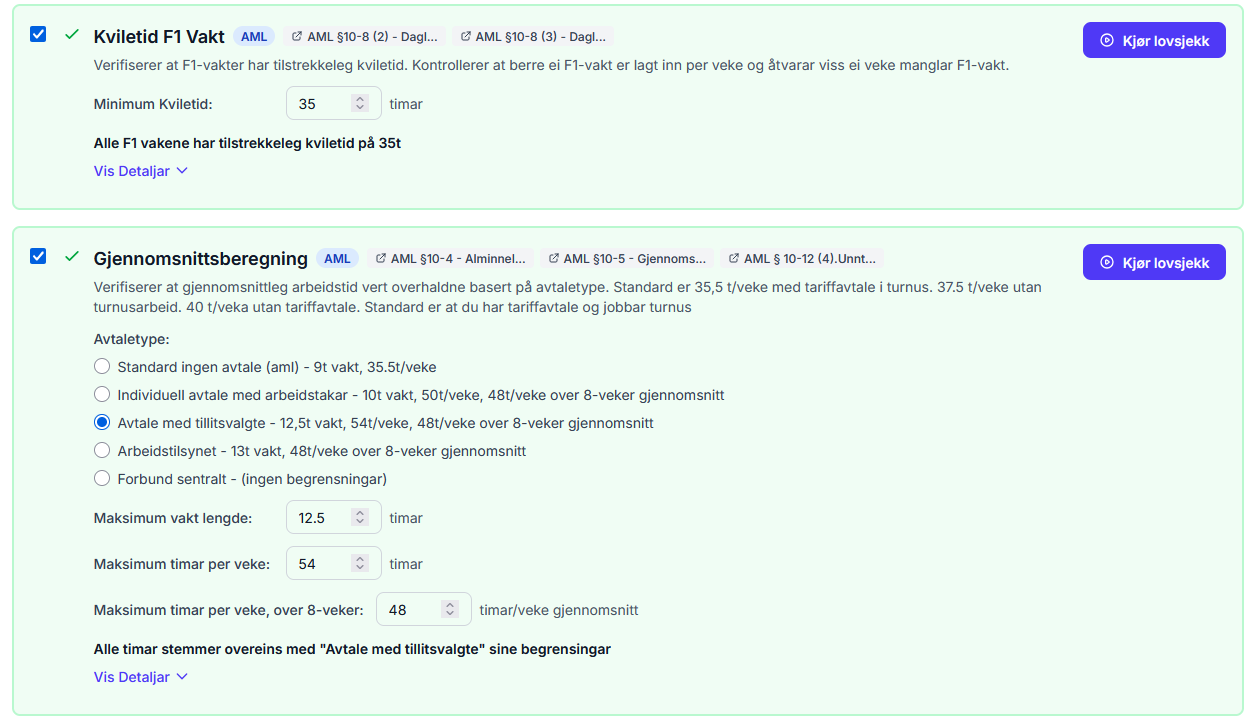 Kviletid F1 Vakt AML AML §10-8 (2) - Dagl... AML §10-8 (3) - Dagl... Kjør lovsjekk
Verifiserer at F1-vakter har tilstrekkeleg kviletid. Kontrollerer at berre ei F1-vakt er lagt inn per veke og åtvarar viss ei veke manglar F1-vakt.
Minimum Kviletid: 35 timar
Alle F1 vakene har tilstrekkeleg kviletid på 35t
Vis Detaljar
Gjennomsnittsberegning AML AML §10-4 - Alminnel... AML §10-5 - Gjennoms... AML § 10-12 (4).Unnt... Kjør lovsjekk
Verifiserer at gjennomsnittleg arbeidstid vert overhaldne basert på avtaletype. Standard er 35,5 t/veke med tariffavtale i turnus. 37.5 t/veke utan
turnusarbeid. 40 t/veka utan tariffavtale. Standard er at du har tariffavtale og jobbar turnus
Avtaletype:
Standard ingen avtale (aml) - 9t vakt, 35.5t/veke
Individuell avtale med arbeidstakar - 10t vakt, 50t/veke, 48t/veke over 8-veker gjennomsnitt
Avtale med tillitsvalgte - 12,5t vakt, 54t/veke, 48t/veke over 8-veker gjennomsnitt
Arbeidstilsynet - 13t vakt, 48t/veke over 8-veker gjennomsnitt
Forbund sentralt - (ingen begrensningar)
Maksimum vakt lengde: 12.5 timar
Maksimum timar per veke: 54 timar
Maksimum timar per veke, over 8-veker: 48 timar/veke gjennomsnitt
Alle timar stemmer overeins med "Avtale med tillitsvalgte" sine begrensingar
Vis Detaljar